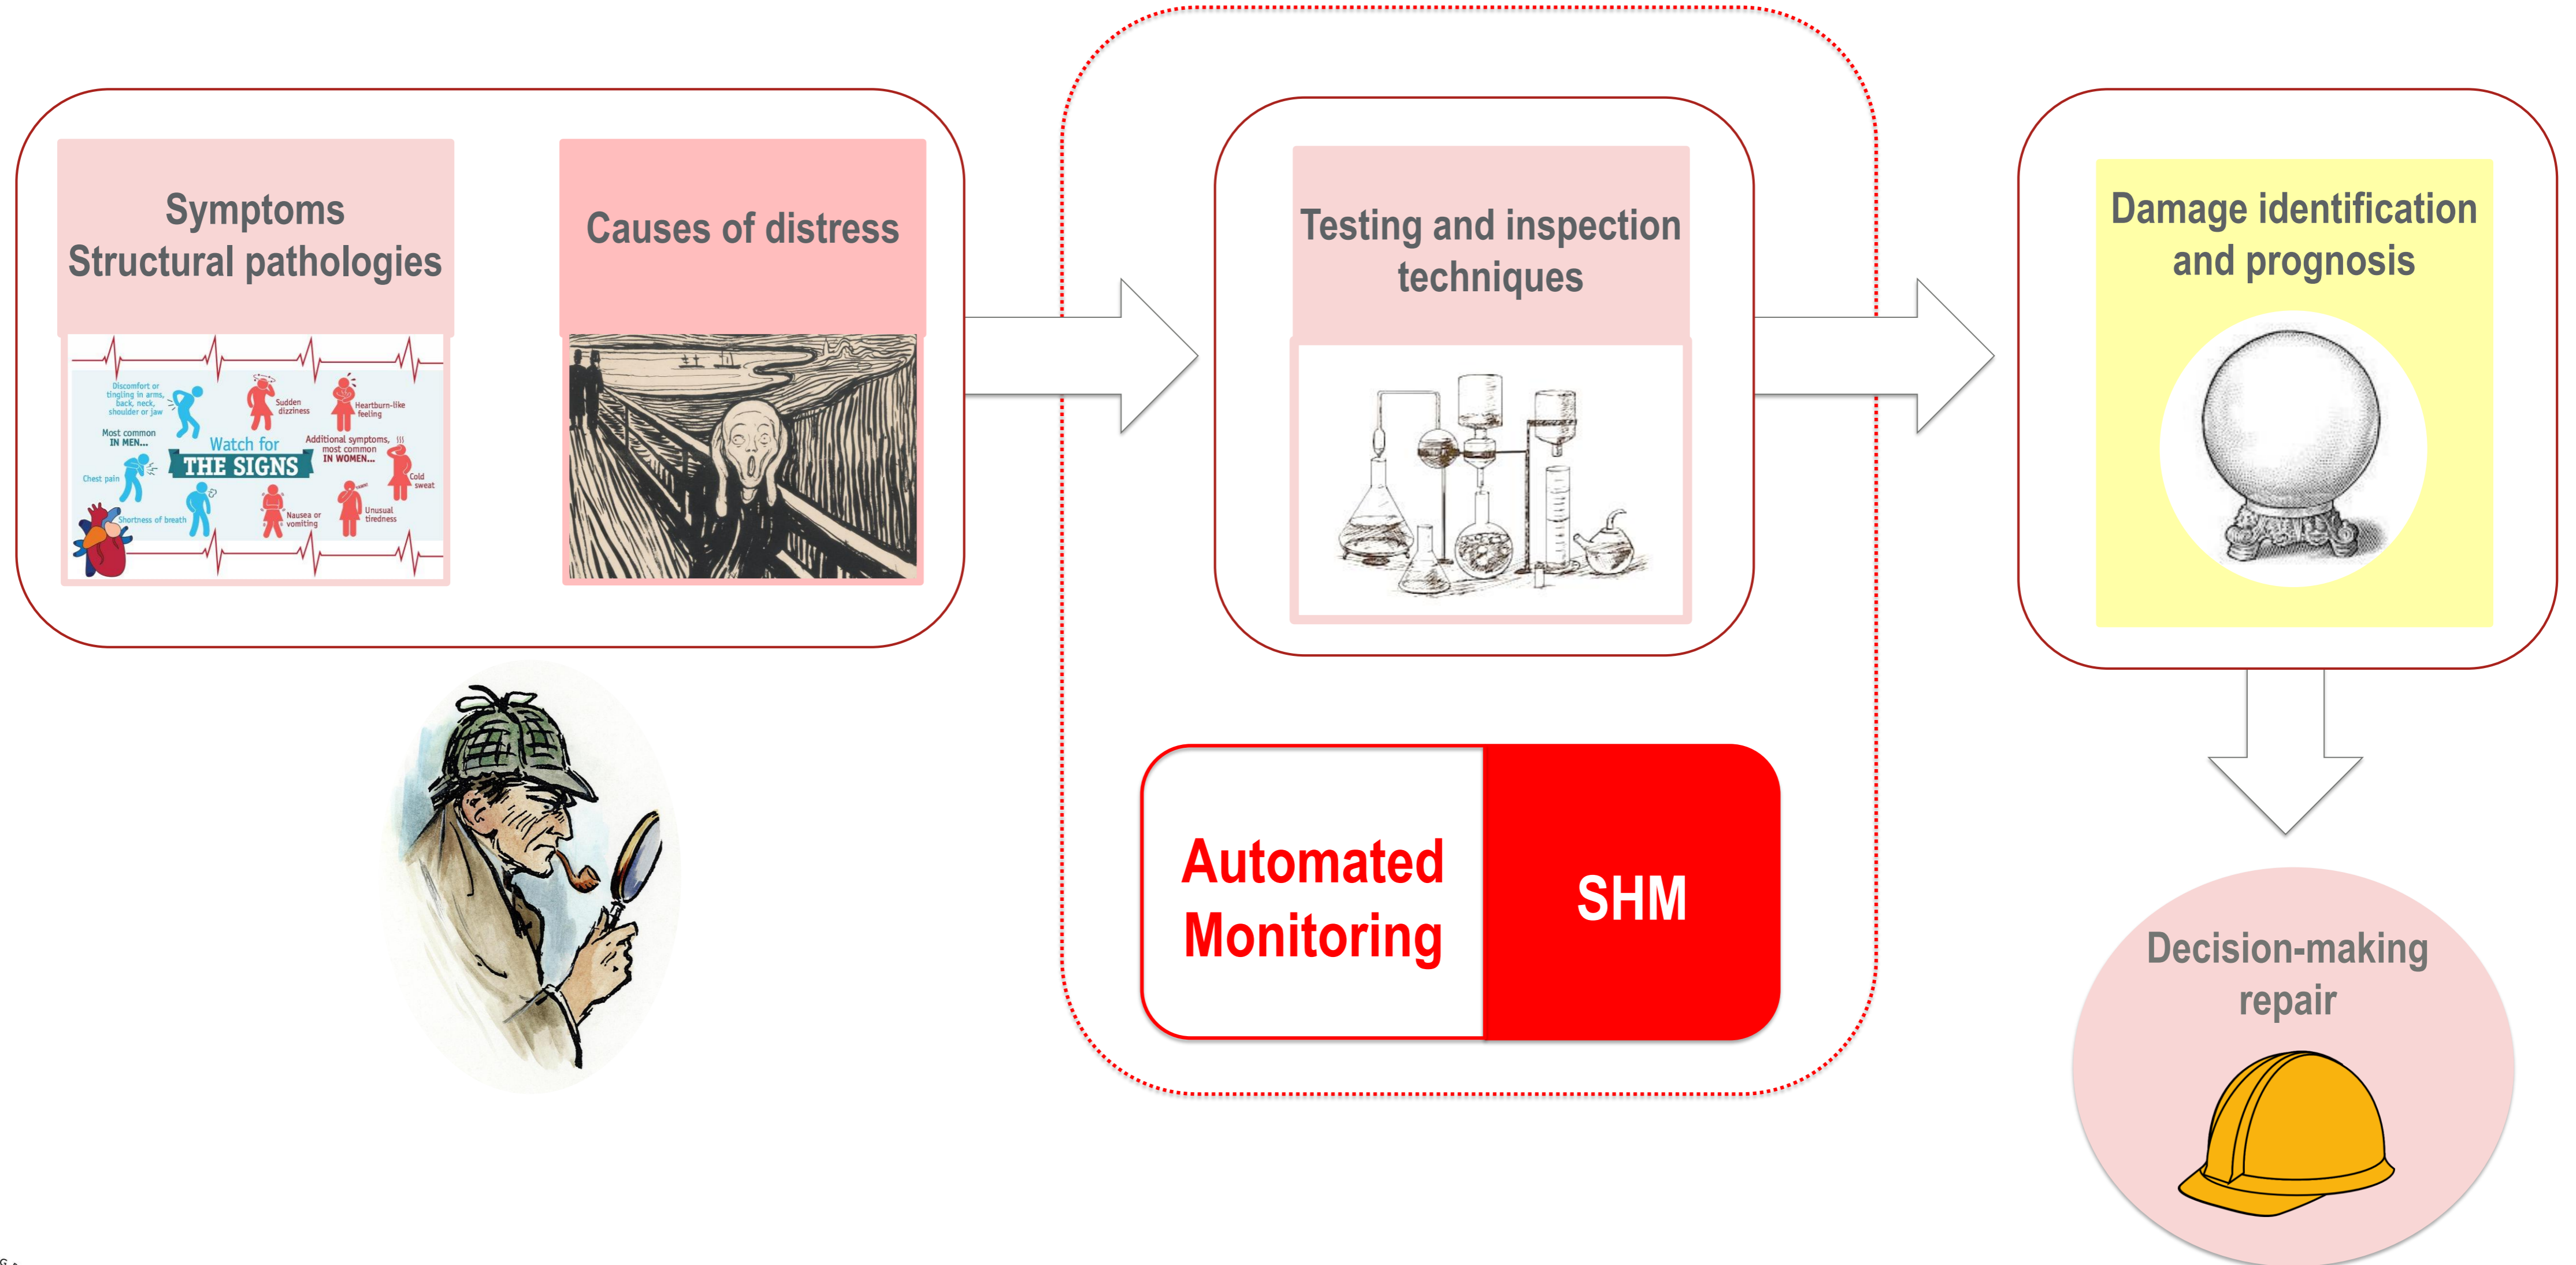 Symptoms
Structural pathologies
Causes of distress
Discomfort or
tingling in arms,
back, neck,
shoulder or jaw
Sudden
dizziness
Heartburn-like
feeling
Most common
IN MEN...
Watch for
THE SIGNS
Additional symptoms,
most common
IN WOMEN...
Chest pain
Cold
sweat
Shortness of breath
Nausea or
vomiting
Unusual
tiredness
Testing and inspection
techniques
Automated
Monitoring
SHM
Damage identification
and prognosis
Decision-making
repair